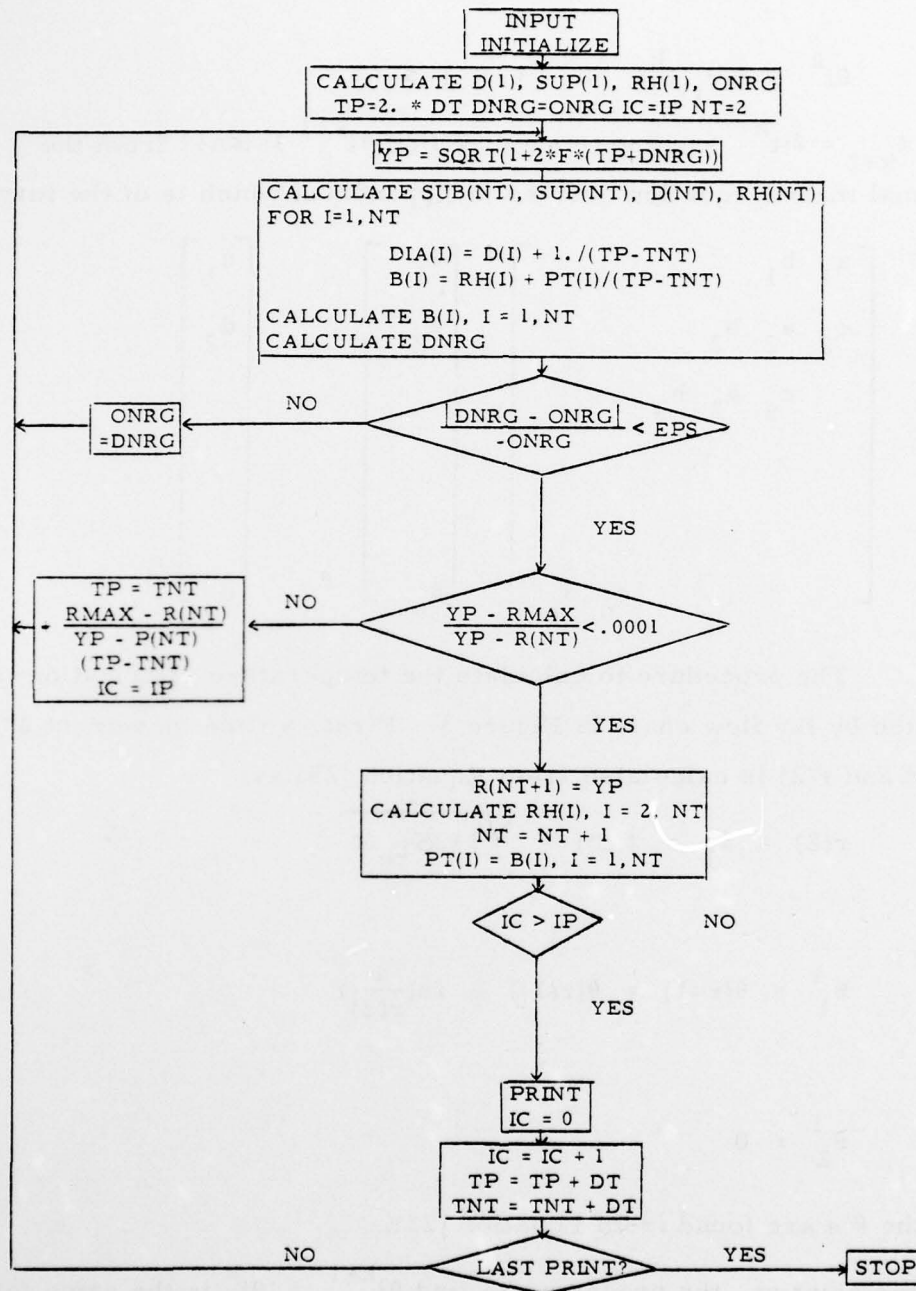 INPUT
INITIALIZE
CALCULATE D(1), SUP(1), RH(1), ONRG
TP=2. * DT DNRG=ONRG IC=IP NT=2
YP = SQRT(1+2*F*(TP+DNRG))
CALCULATE SUB(NT), SUP(NT), D(NT), RH(NT)
FOR I=1, NT
DIA(I) = D(I) + 1./(TP-TNT)
B(I) = RH(I) + PT(I)/(TP-TNT)
CALCULATE B(I), I = 1, NT
CALCULATE DNRG
NO
ONRG
=DNRG
|DNRG - ONRG|
-ONRG
< EPS
YES
TP = TNT
RMAX - R(NT)
YP - P(NT)
(TP-TNT)
IC = IP
NO
YP - RMAX
YP - R(NT)
<.0001
YES
R(NT+1) = YP
CALCULATE RH(I), I = 2, NT
NT = NT + 1
PT(I) = B(I), I = 1, NT
IC > IP
NO
YES
PRINT
IC = 0
IC = IC + 1
TP = TP + DT
TNT = TNT + DT
NO
LAST PRINT?
YES
STOP